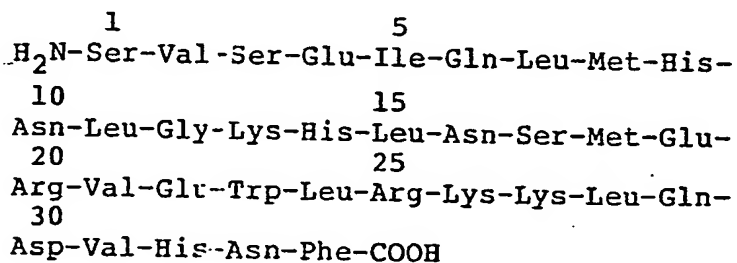 1 5
H2N-Ser-Val-Ser-Glu-Ile-Gln-Leu-Met-His-
10 15
Asn-Leu-Gly-Lys-His-Leu-Asn-Ser-Met-Glu-
20 25
Arg-Val-Glu-Trp-Leu-Arg-Lys-Lys-Leu-Gln-
30
Asp-Val-His-Asn-Phe-COOH